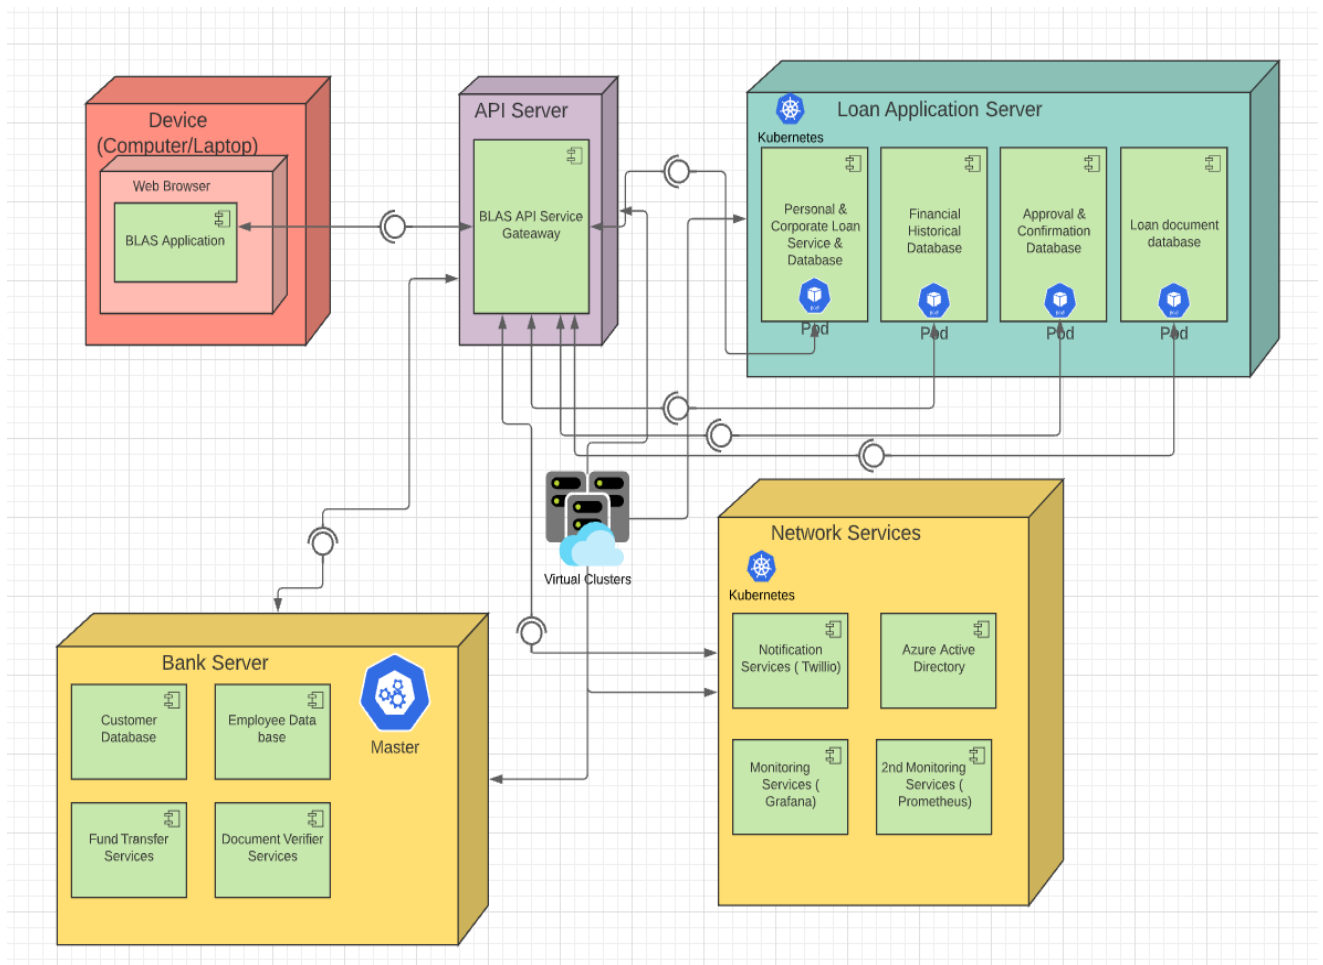 Device
(Computer/Laptop)
Web Browser
BLAS Application
API Server
BLAS API Service
Gateaway
Loan Application Server
Kubernetes
Personal &
Corporate Loan
Service &
Database
Pod
Financial
Historical
Database
Pod
Approval &
Confirmation
Database
Pod
Loan document
database
Pod
Virtual Clusters
Network Services
Kubernetes
Notification
Services ( Twillio)
Azure Active
Directory
Monitoring
Services (
Grafana)
2nd Monitoring
Services (
Prometheus)
Bank Server
Master
Customer
Database
Employee Data
base
Fund Transfer
Services
Document Verifier
Services